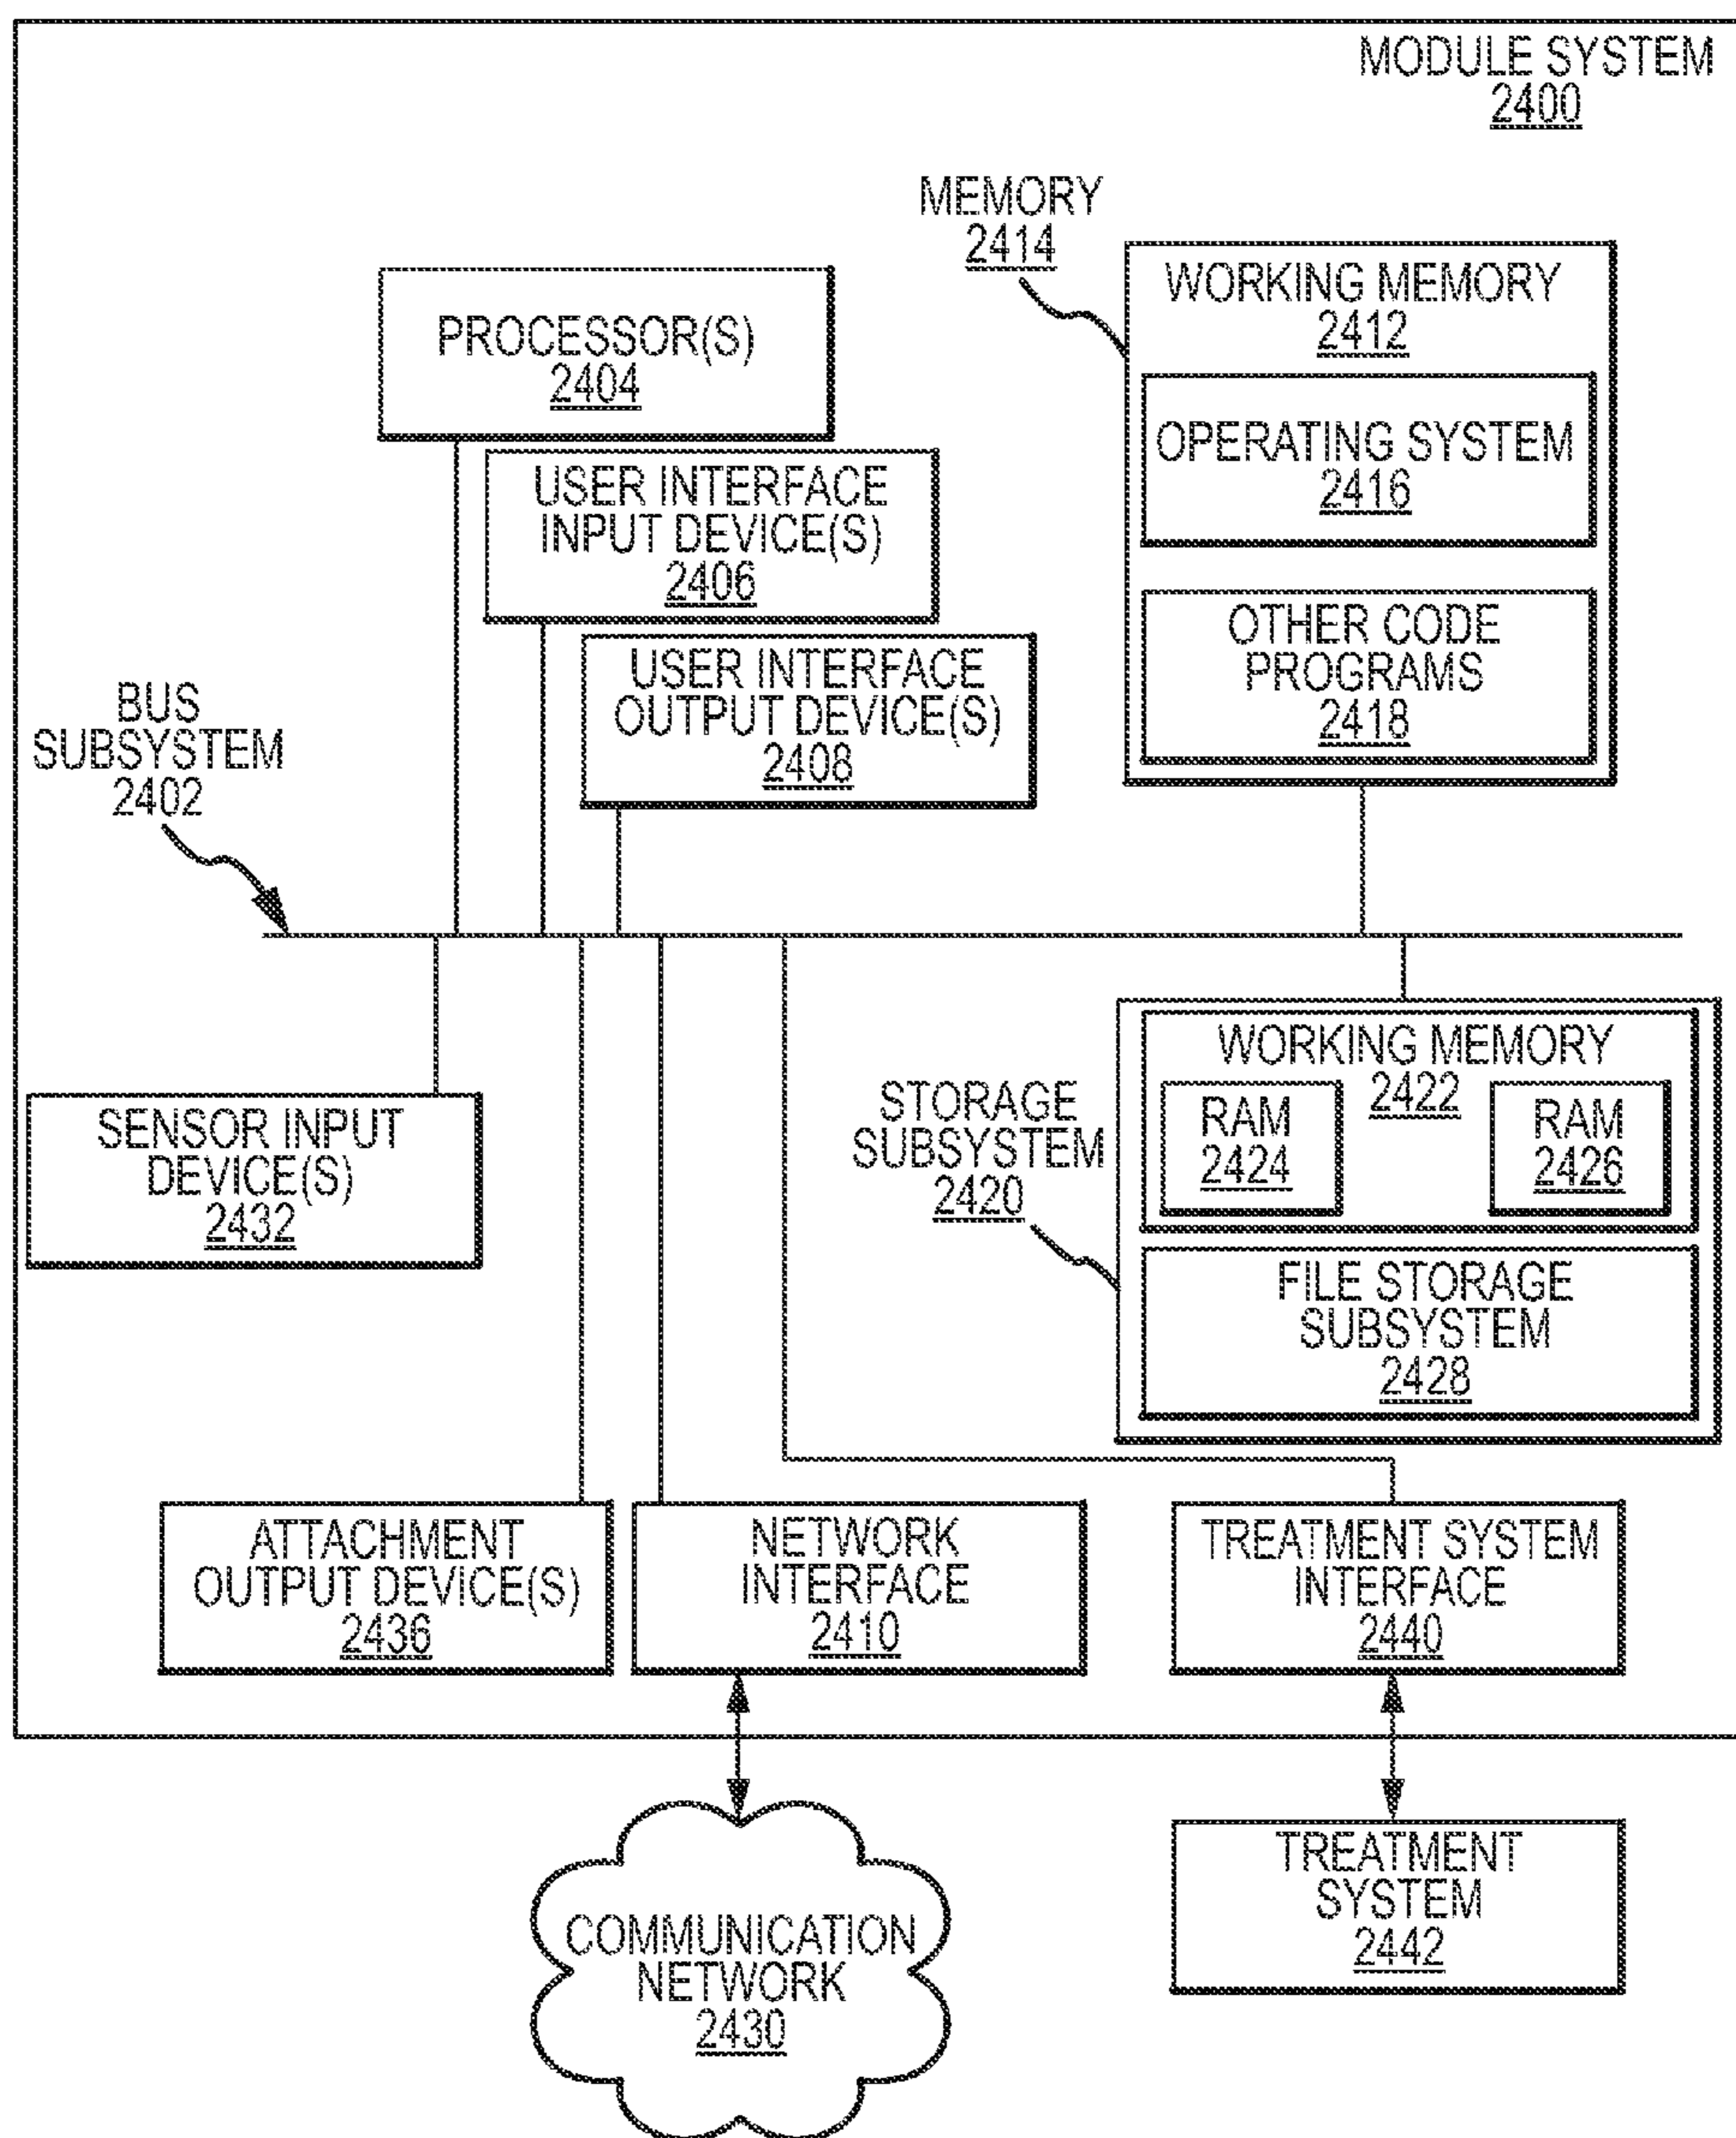 MODULE SYSTEM
2400
MEMORY
2414
WORKING MEMORY
2412
OPERATING SYSTEM
2416
OTHER CODE
PROGRAMS
2418
PROCESSOR(S)
2404
USER INTERFACE
INPUT DEVICE(S)
2406
USER INTERFACE
OUTPUT DEVICE(S)
2408
BUS
SUBSYSTEM
2402
SENSOR INPUT
DEVICE(S)
2432
STORAGE
SUBSYSTEM
2420
WORKING MEMORY
2422
RAM
2424
RAM
2426
FILE STORAGE
SUBSYSTEM
2428
ATTACHMENT
OUTPUT DEVICE(S)
2436
NETWORK
INTERFACE
2410
TREATMENT SYSTEM
INTERFACE
2440
COMMUNICATION
NETWORK
2430
TREATMENT
SYSTEM
2442